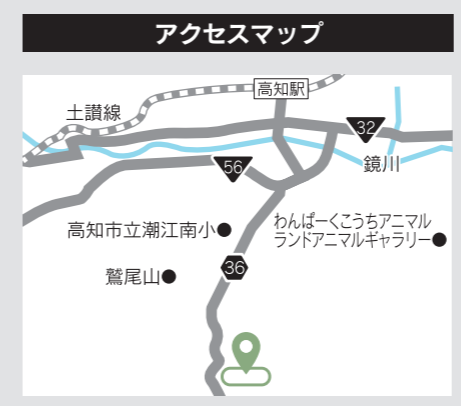 アクセスマップ
高知駅
土讃線
32
鏡川
56
わんぱーくこうちアニマル
ランドアニマルギャラリー●
高知市立潮江南小●
36
鷲尾山●